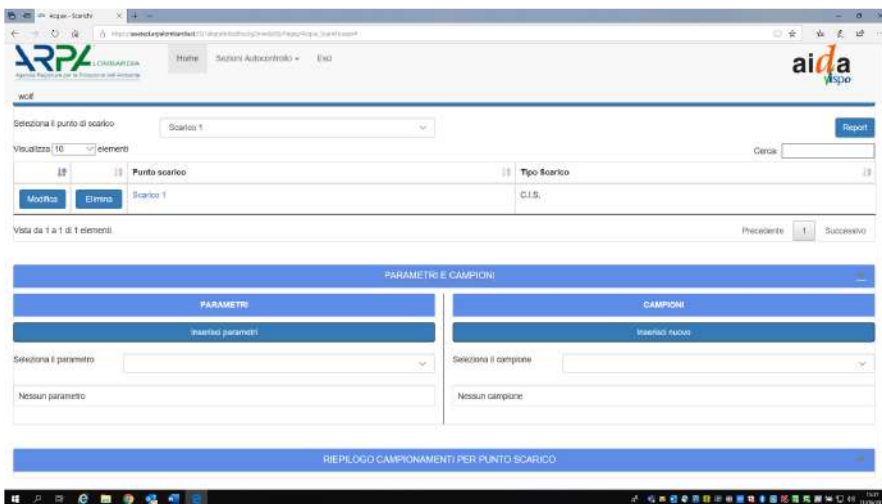 Acque - Scarichi
ARPA LOMBARDIA
Agenzia Regionale per la Protezione dell'Ambiente
Home Sezioni Autocontrollo Esci
aida
vispo
wolf
Seleziona il punto di scarico Scarico 1 Report
Visualizza 10 elementi Cerca:
Punto scarico Tipo Scarico
Modifica Elimina Scarico 1 C.I.S.
Vista da 1 a 1 di 1 elementi Precedente 1 Successivo
PARAMETRI E CAMPIONI
PARAMETRI CAMPIONI
Inserisci parametri Inserisci nuovo
Seleziona il parametro Seleziona il campione
Nessun parametro Nessun campione
RIEPILOGO CAMPIONAMENTI PER PUNTO SCARICO